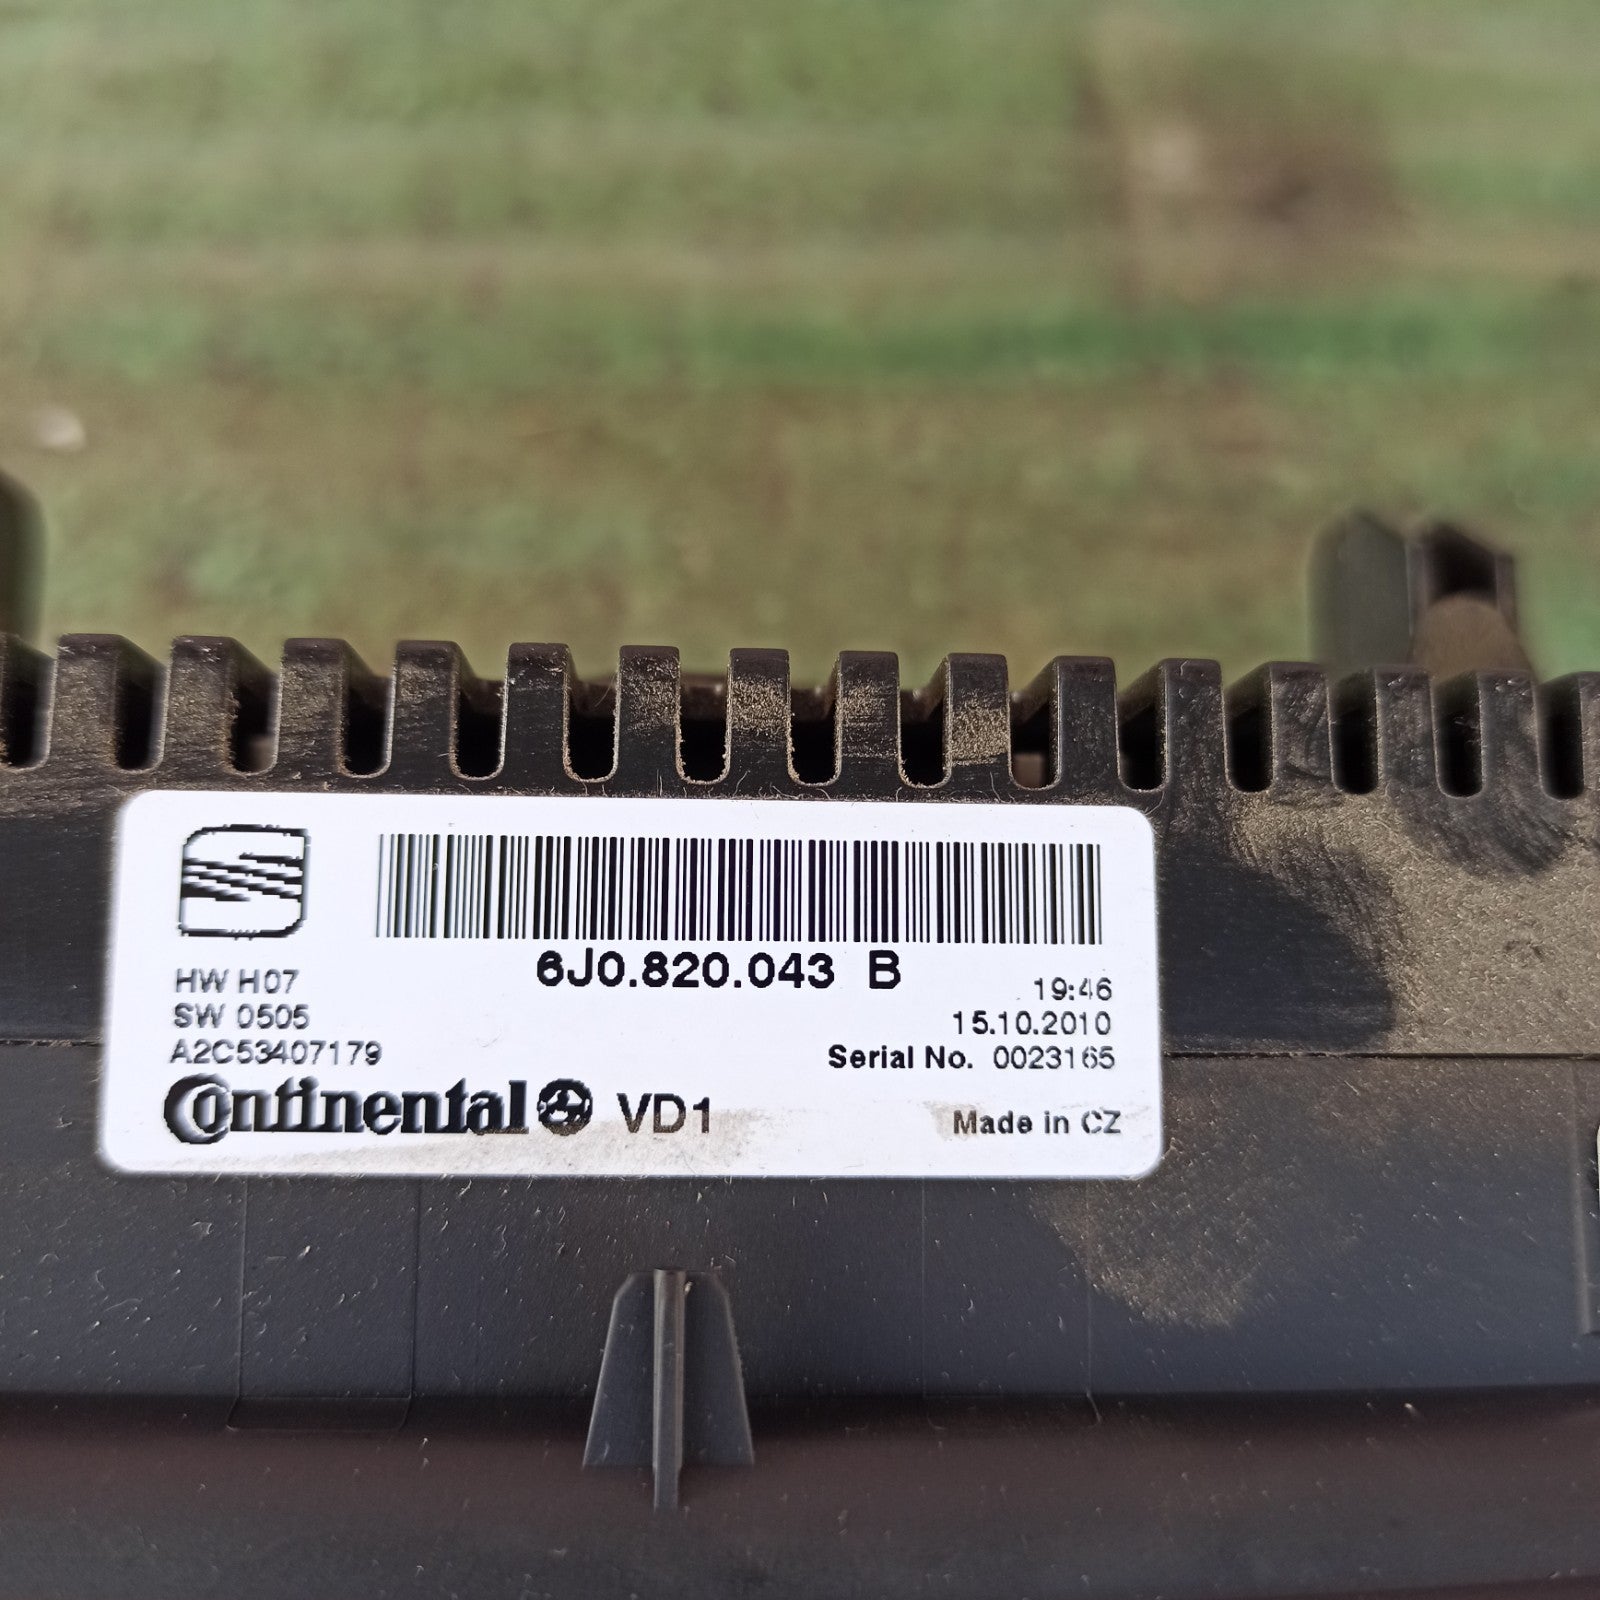 6J0.820.043 B
HW H07
SW 0505
A2C53407179
19:46
15.10.2010
Serial No. 0023165
Continental VD1
Made in CZ